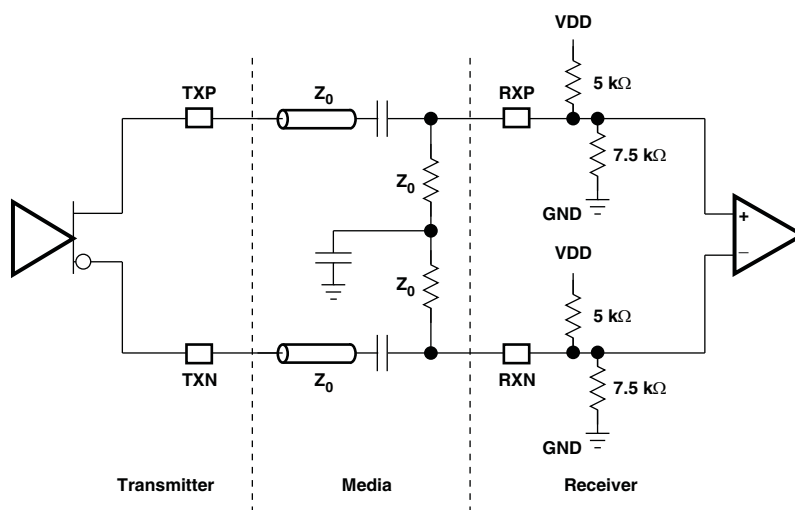 VDD
TXP
Z0
RXP
5 kΩ
7.5 kΩ
Z0
GND
+
−
VDD
Z0
5 kΩ
TXN
Z0
RXN
7.5 kΩ
GND
Transmitter
Media
Receiver